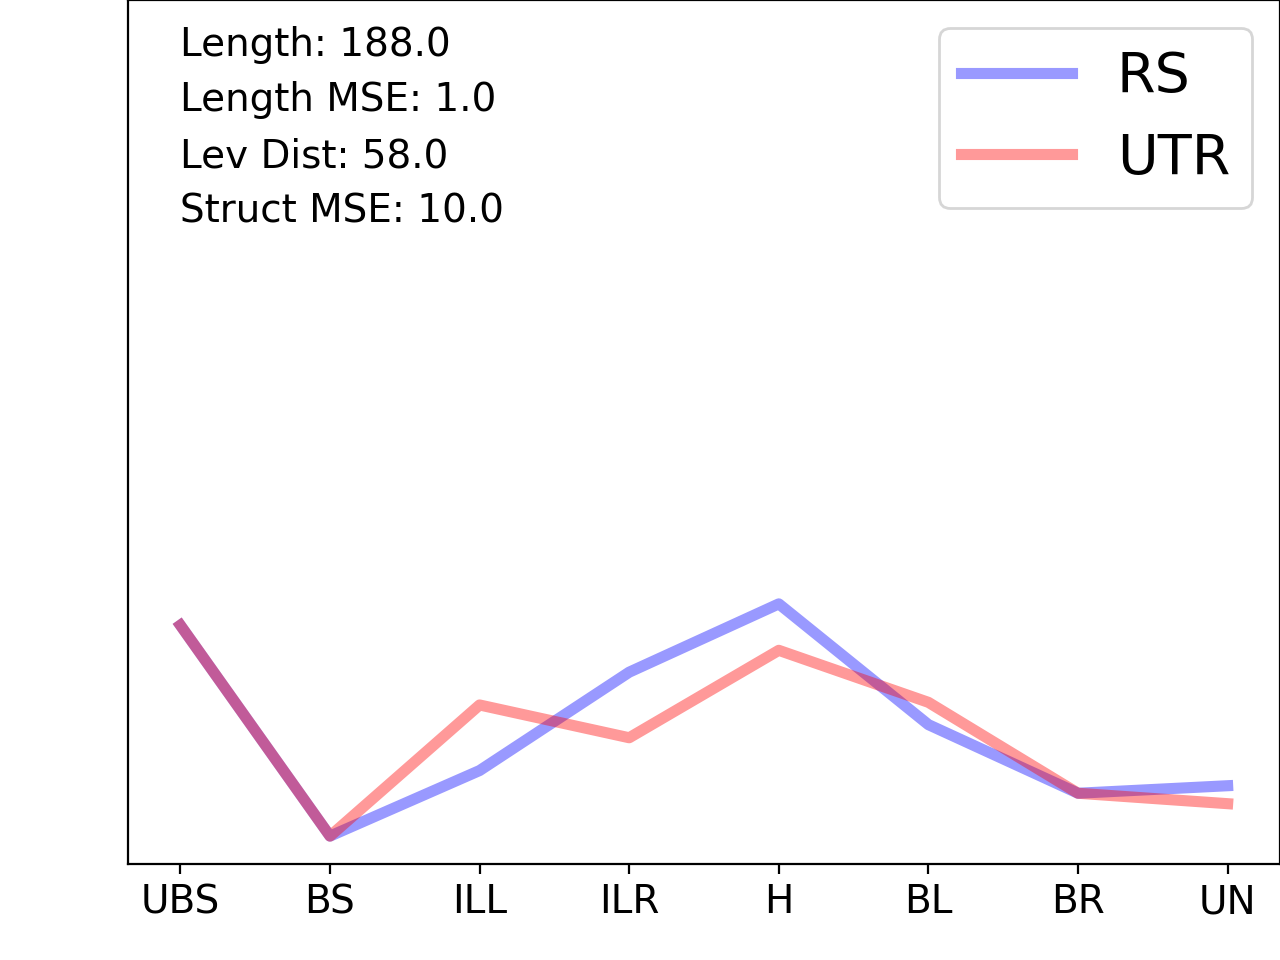 Length: 188.0
Length MSE: 1.0
Lev Dist: 58.0
Struct MSE: 10.0
RS
UTR
UBS BS ILL ILR H BL BR UN